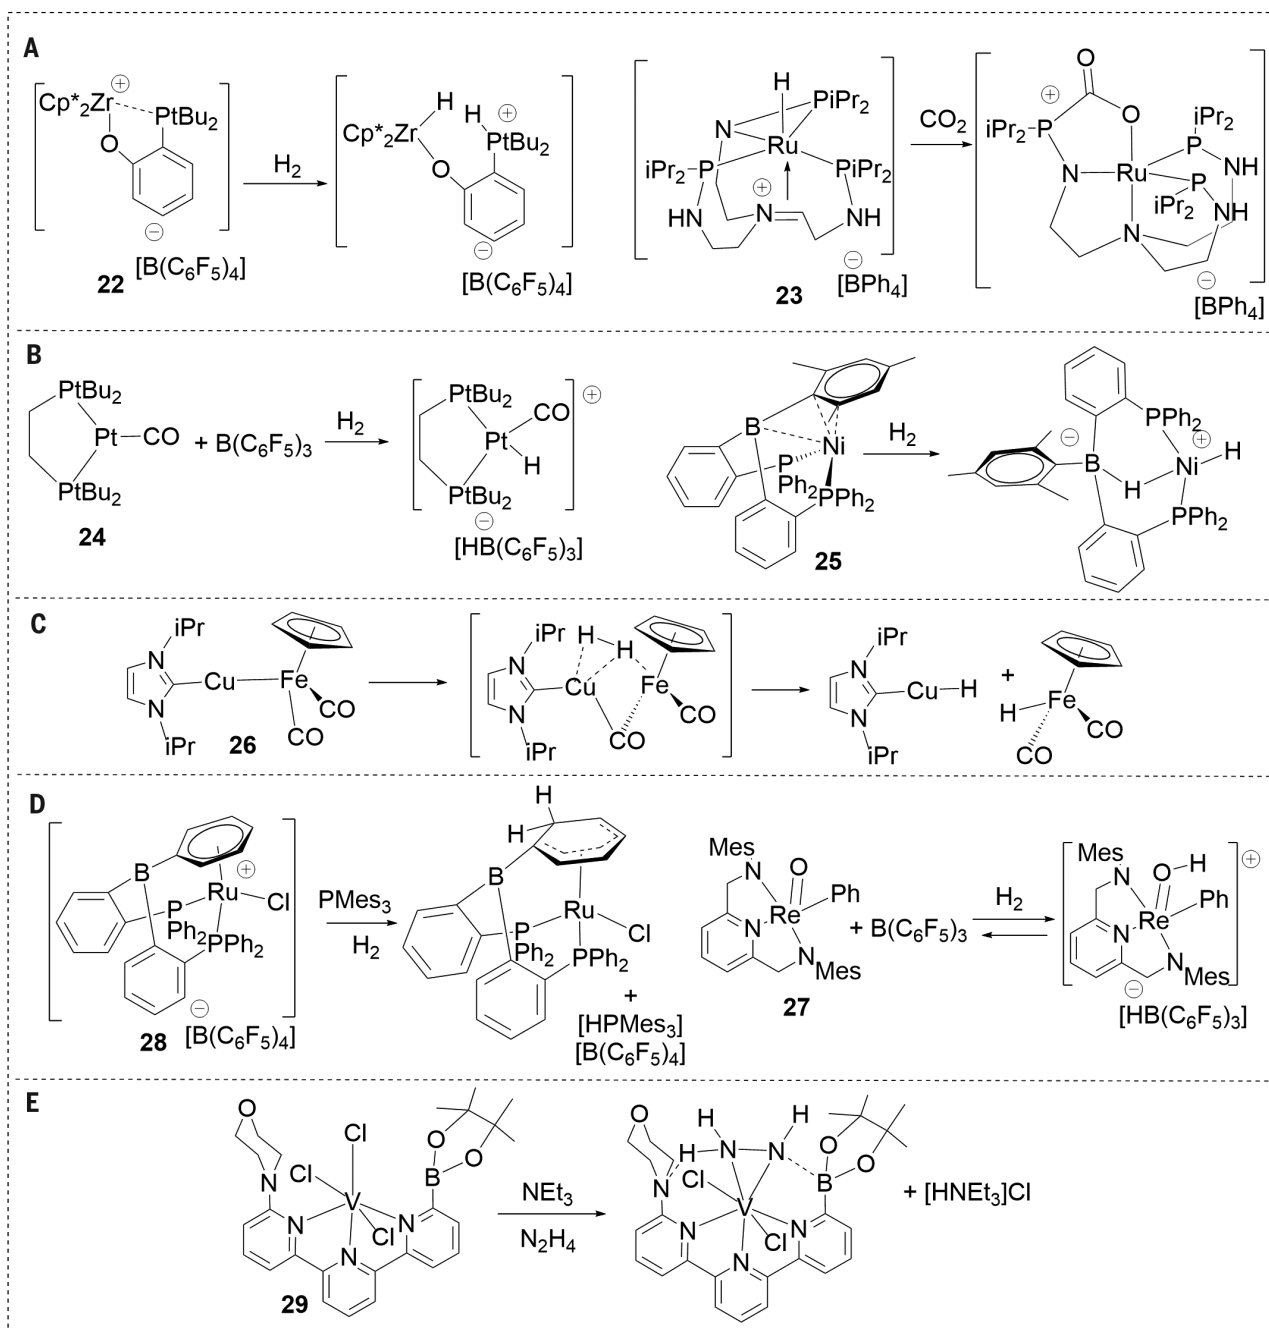 A
Cp*2Zr ⊕ PtBu2
O
⊖
22 [B(C6F5)4]
H2
Cp*2Zr H H ⊕ PtBu2
O
⊖
[B(C6F5)4]
H
PiPr2
N
Ru
iPr2P PiPr2
⊕
HN N NH
⊖
23 [BPh4]
CO2
O
⊕ O
iPr2P iPr2
P
N Ru P NH
iPr2
N NH
⊖
[BPh4]
B
PtBu2
Pt CO
PtBu2
24
+ B(C6F5)3
H2
PtBu2 ⊕
CO
Pt
H
PtBu2
⊖
[HB(C6F5)3]
B
Ni
P
Ph2 PPh2
25
H2
PPh2
⊖ ⊕
B H Ni H
PPh2
C
iPr
N
Cu Fe
N CO
CO
iPr
26
iPr
H H
N
Cu Fe
N CO
CO
iPr
iPr
N
Cu H
N
iPr
+
H Fe
CO
CO
D
B
⊕
Ru
Cl
P
Ph2 PPh2
⊖
28 [B(C6F5)4]
PMes3
H2
H
H
B
Ru
P Cl
Ph2 PPh2
+
[HPMes3]
[B(C6F5)4]
Mes
N O
Ph
N Re
N
Mes
27
+ B(C6F5)3
H2
Mes ⊕
N O H
Ph
N Re
N
Mes
⊖
[HB(C6F5)3]
E
O
N
Cl
Cl
V
Cl
O
B O
N N
N
29
NEt3
N2H4
O
N
H
H H
N N
Cl
V
Cl
O
B O
N N
N
+ [HNEt3]Cl